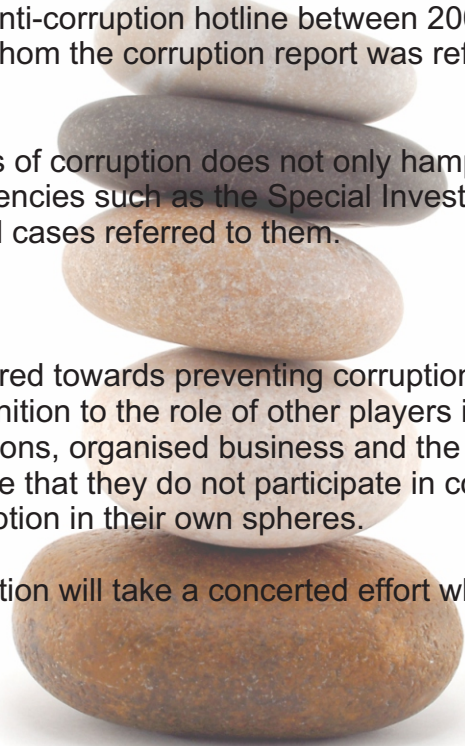 nti-corruption hotline between 200
hom the corruption report was ref
s of corruption does not only hamp
encies such as the Special Invest
l cases referred to them.
red towards preventing corruption
nition to the role of other players i
ons, organised business and the
e that they do not participate in co
ption in their own spheres.
tion will take a concerted effort wh